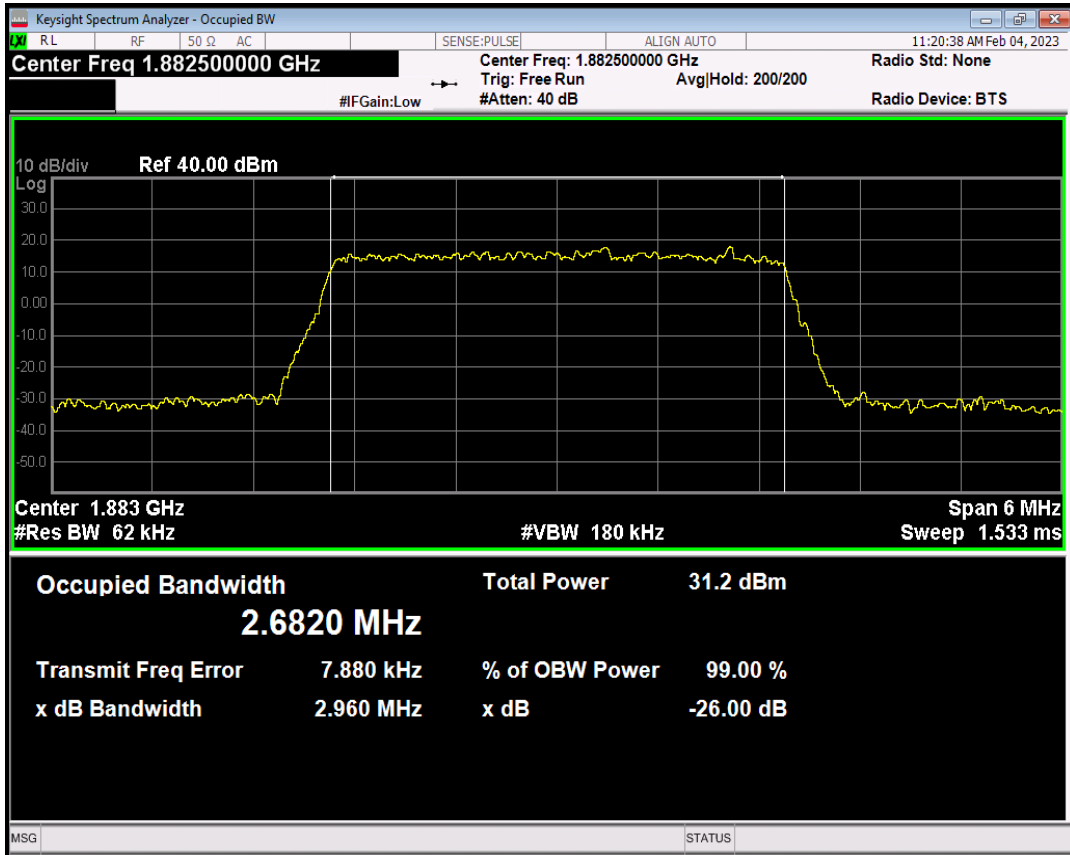 Keysight Spectrum Analyzer - Occupied BW
LXI RL RF 50 Ω AC SENSE:PULSE ALIGN AUTO 11:20:38 AM Feb 04, 2023
Center Freq 1.882500000 GHz Center Freq: 1.882500000 GHz Radio Std: None
Trig: Free Run Avg|Hold: 200/200
#IFGain:Low #Atten: 40 dB Radio Device: BTS
10 dB/div Ref 40.00 dBm
Log
30.0
20.0
10.0
0.00
-10.0
-20.0
-30.0
-40.0
-50.0
Center 1.883 GHz Span 6 MHz
#Res BW 62 kHz #VBW 180 kHz Sweep 1.533 ms
Occupied Bandwidth Total Power 31.2 dBm
2.6820 MHz
Transmit Freq Error 7.880 kHz % of OBW Power 99.00 %
x dB Bandwidth 2.960 MHz x dB -26.00 dB
MSG STATUS